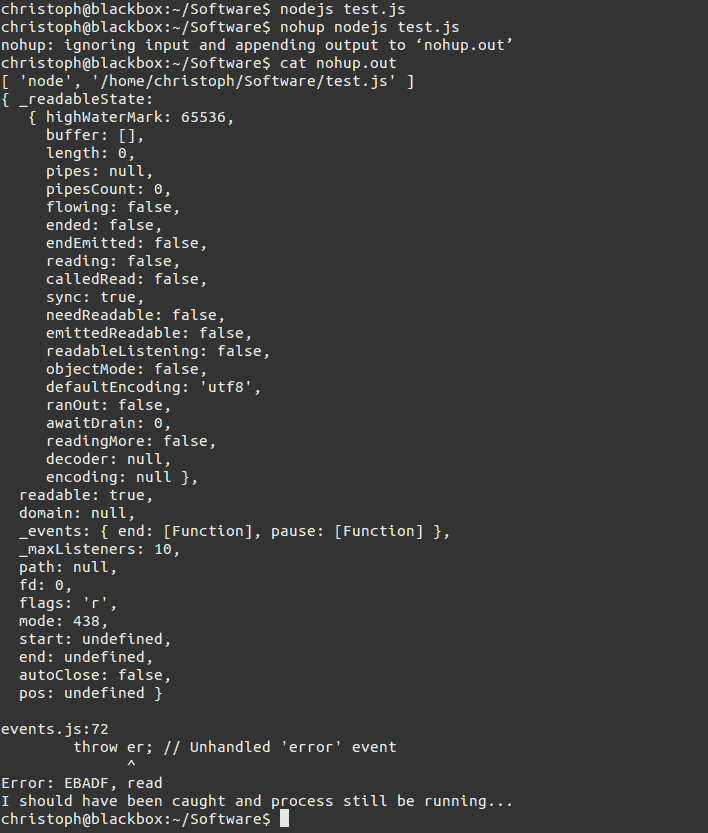 christoph@blackbox:~/Software$ nodejs test.js
christoph@blackbox:~/Software$ nohup nodejs test.js
nohup: ignoring input and appending output to ‘nohup.out’
christoph@blackbox:~/Software$ cat nohup.out
[ 'node', '/home/christoph/Software/test.js' ]
{ _readableState:
   { highWaterMark: 65536,
     buffer: [],
     length: 0,
     pipes: null,
     pipesCount: 0,
     flowing: false,
     ended: false,
     endEmitted: false,
     reading: false,
     calledRead: false,
     sync: true,
     needReadable: false,
     emittedReadable: false,
     readableListening: false,
     objectMode: false,
     defaultEncoding: 'utf8',
     ranOut: false,
     awaitDrain: 0,
     readingMore: false,
     decoder: null,
     encoding: null },
  readable: true,
  domain: null,
  _events: { end: [Function], pause: [Function] },
  _maxListeners: 10,
  path: null,
  fd: 0,
  flags: 'r',
  mode: 438,
  start: undefined,
  end: undefined,
  autoClose: false,
  pos: undefined }

events.js:72
        throw er; // Unhandled 'error' event
              ^
Error: EBADF, read
I should have been caught and process still be running...
christoph@blackbox:~/Software$